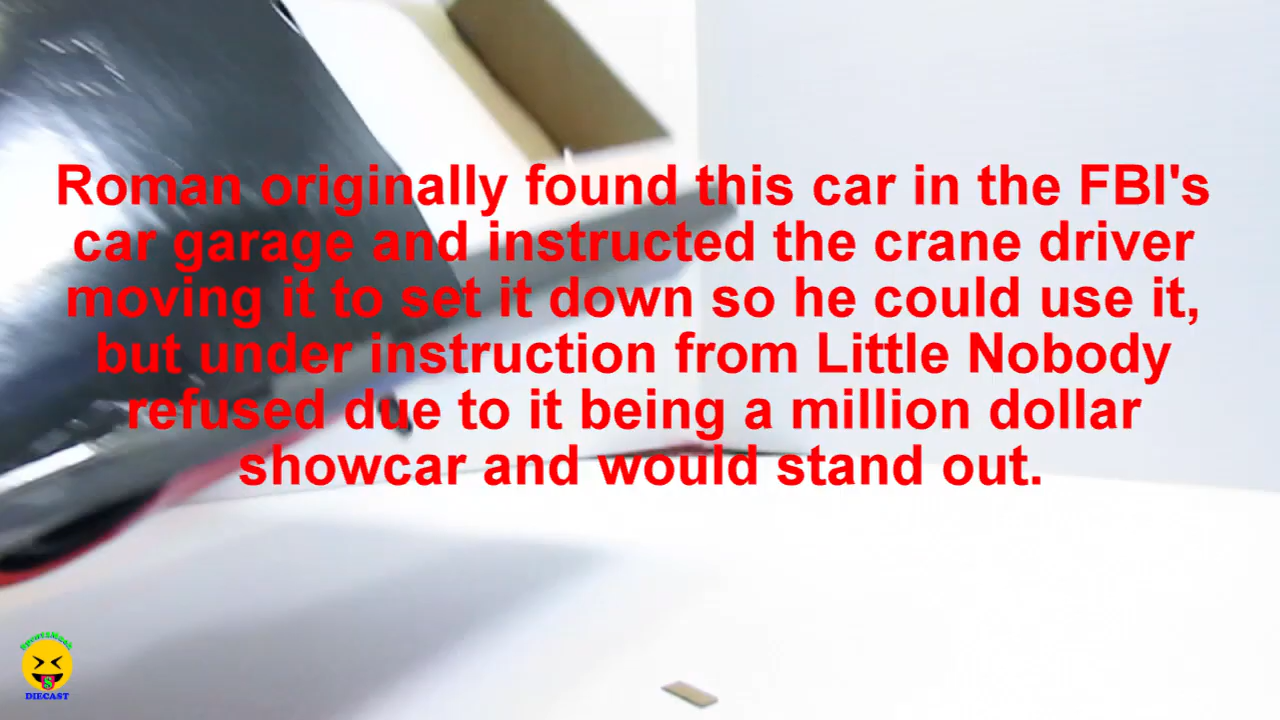 Roman originally found this car in the FBI's
car garage and instructed the crane driver
moving it to set it down so he could use it,
but under instruction from Little Nobody
refused due to it being a million dollar
showcar and would stand out.
DIECAST